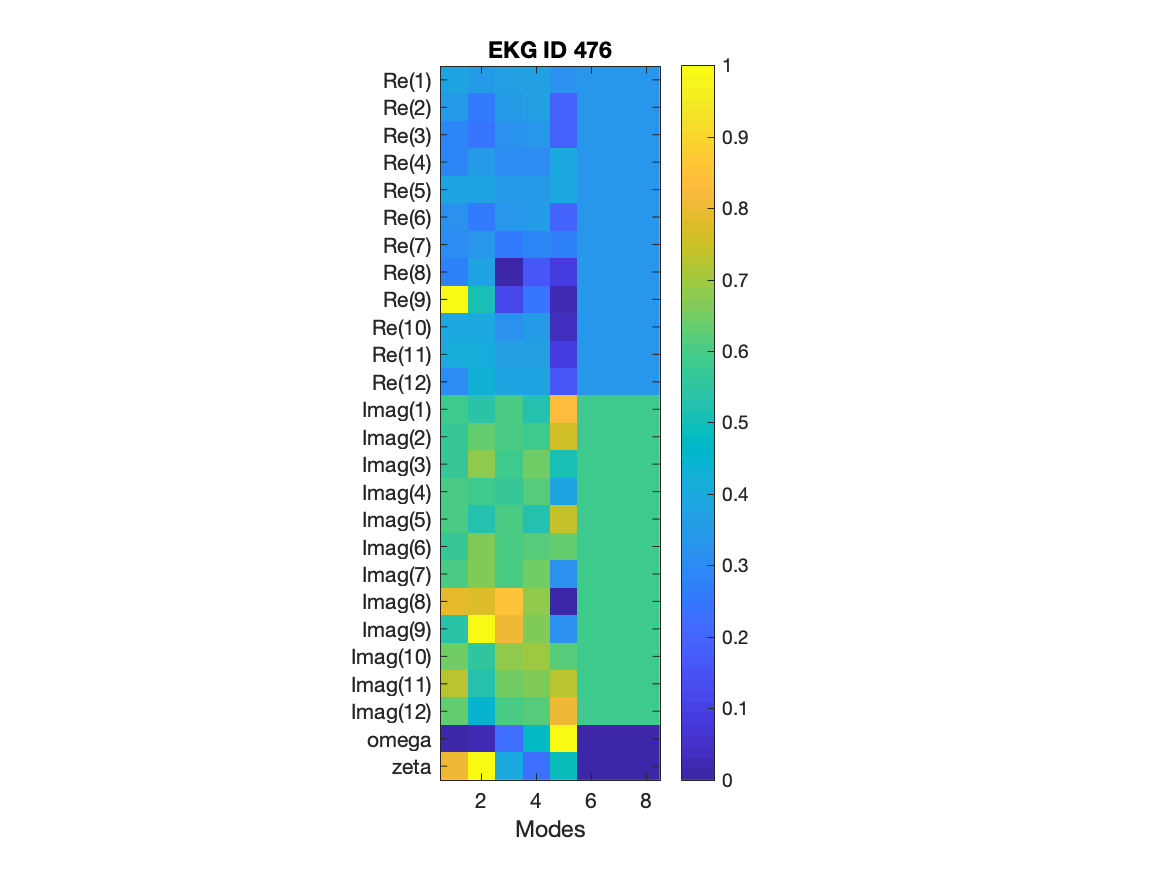 EKG ID 476
Re(1)
Re(2)
Re(3)
Re(4)
Re(5)
Re(6)
Re(7)
Re(8)
Re(9)
Re(10)
Re(11)
Re(12)
Imag(1)
Imag(2)
Imag(3)
Imag(4)
Imag(5)
Imag(6)
Imag(7)
Imag(8)
Imag(9)
Imag(10)
Imag(11)
Imag(12)
omega
zeta
2 4 6 8
Modes
1
0.9
0.8
0.7
0.6
0.5
0.4
0.3
0.2
0.1
0